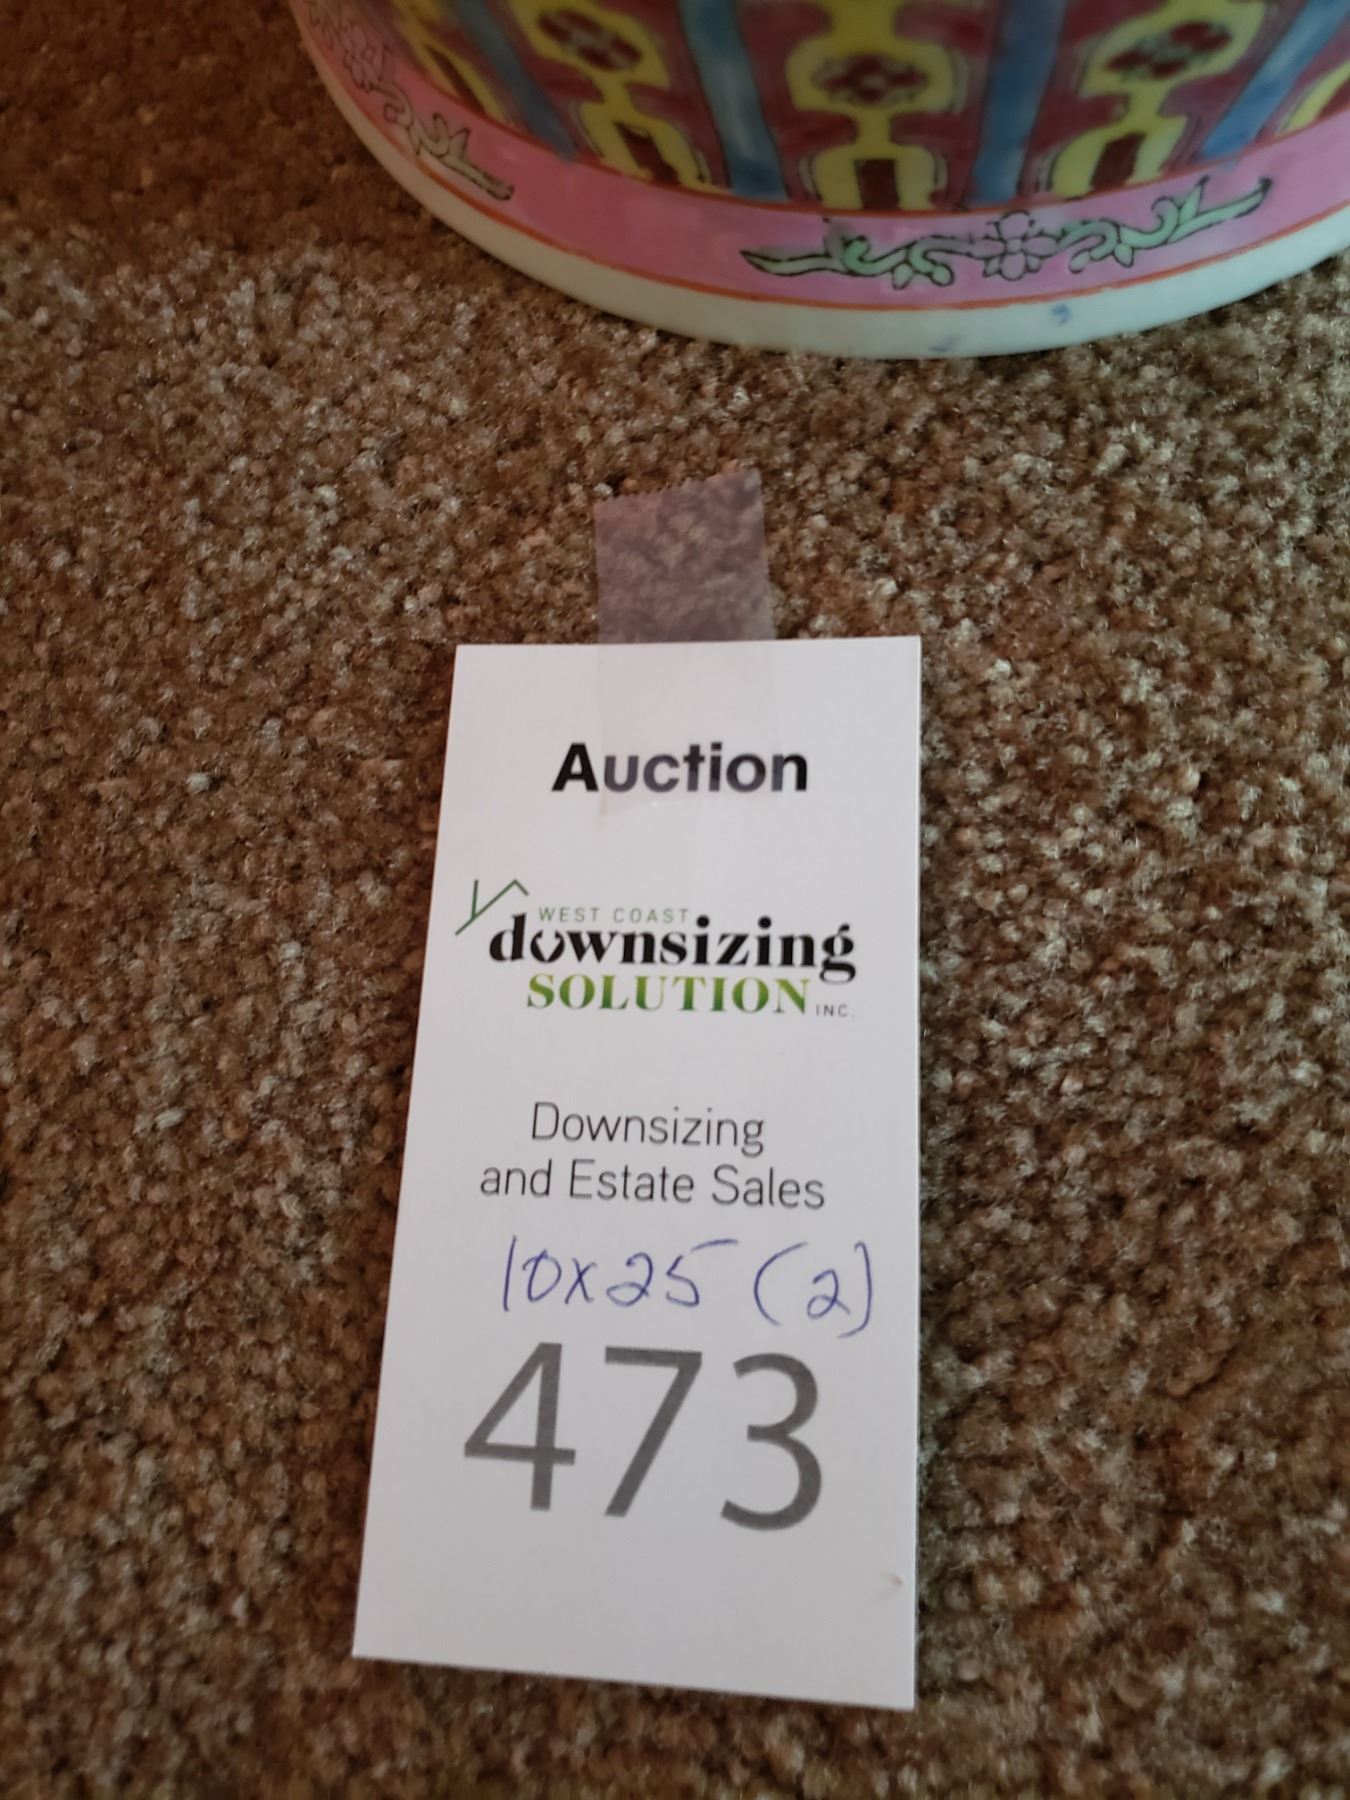 Auction
WEST COAST
downsizing
SOLUTION INC.
Downsizing
and Estate Sales
10x25 (2)
473